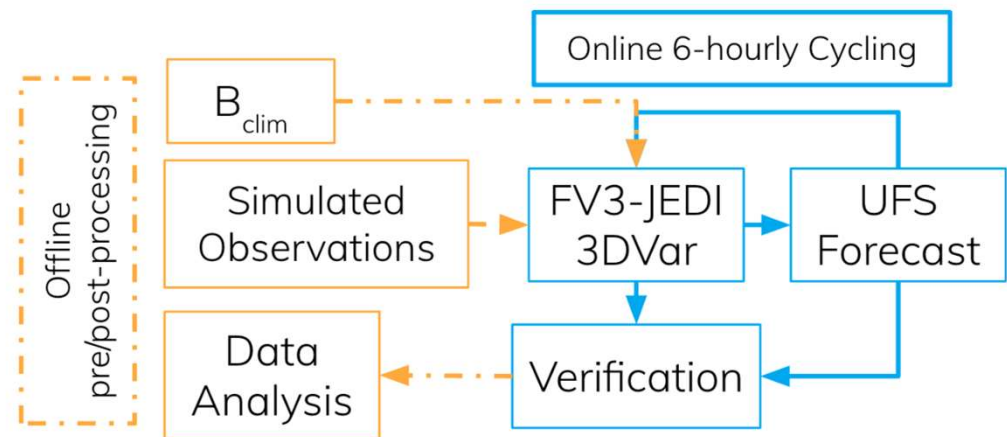 Online 6-hourly Cycling
Offline
pre/post-processing
B clim
Simulated
Observations
FV3-JEDI
3DVar
UFS
Forecast
Data
Analysis
Verification